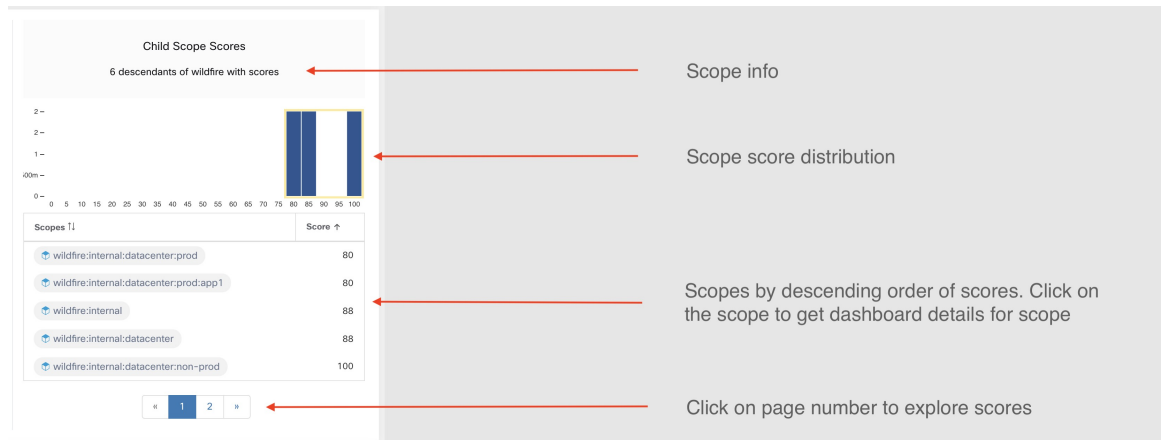 Child Scope Scores
6 descendants of wildfire with scores
Scope info
2
2
1
500m
0
0 5 10 15 20 25 30 35 40 45 50 55 60 65 70 75 80 85 90 95 100
Scope score distribution
Scopes ↑↓ Score ↑
wildfire:internal:datacenter:prod 80
wildfire:internal:datacenter:prod:app1 80
wildfire:internal 88
wildfire:internal:datacenter 88
wildfire:internal:datacenter:non-prod 100
Scopes by descending order of scores. Click on
the scope to get dashboard details for scope
« 1 2 »
Click on page number to explore scores